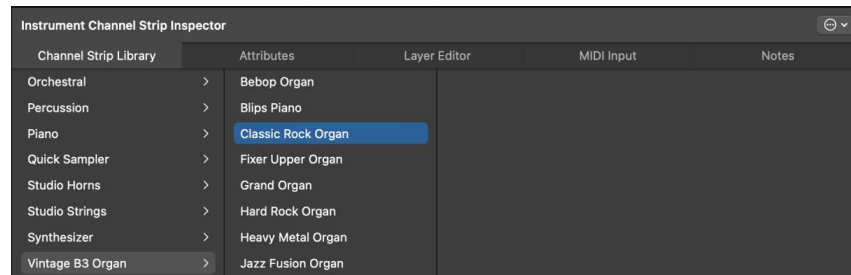 Instrument Channel Strip Inspector
Channel Strip Library
Attributes
Layer Editor
MIDI Input
Notes
Orchestral
Percussion
Piano
Quick Sampler
Studio Horns
Studio Strings
Synthesizer
Vintage B3 Organ
Bebop Organ
Blips Piano
Classic Rock Organ
Fixer Upper Organ
Grand Organ
Hard Rock Organ
Heavy Metal Organ
Jazz Fusion Organ